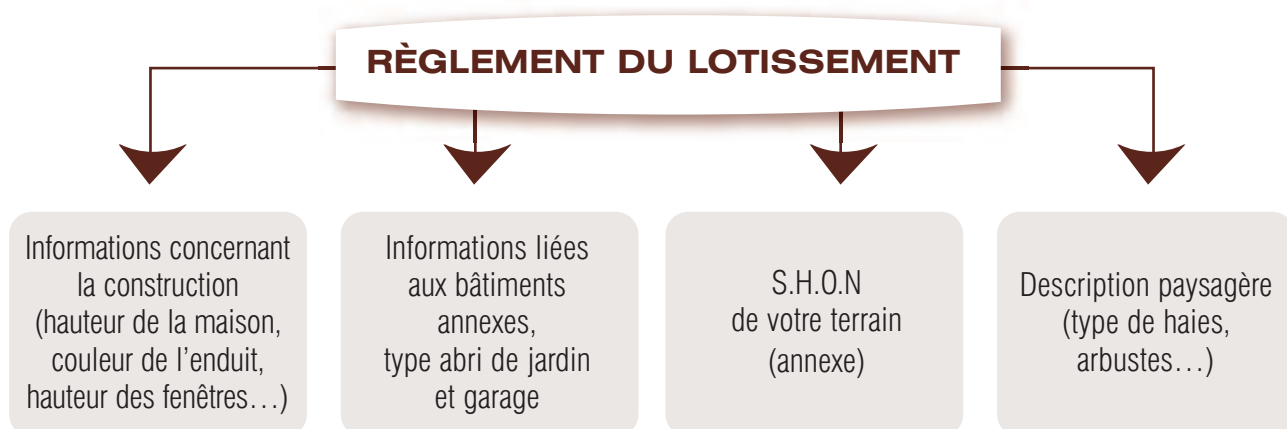 RÈGLEMENT DU LOTISSEMENT
Informations concernant
la construction
(hauteur de la maison,
couleur de l’enduit,
hauteur des fenêtres…)
Informations liées
aux bâtiments
annexes,
type abri de jardin
et garage
S.H.O.N
de votre terrain
(annexe)
Description paysagère
(type de haies,
arbustes…)